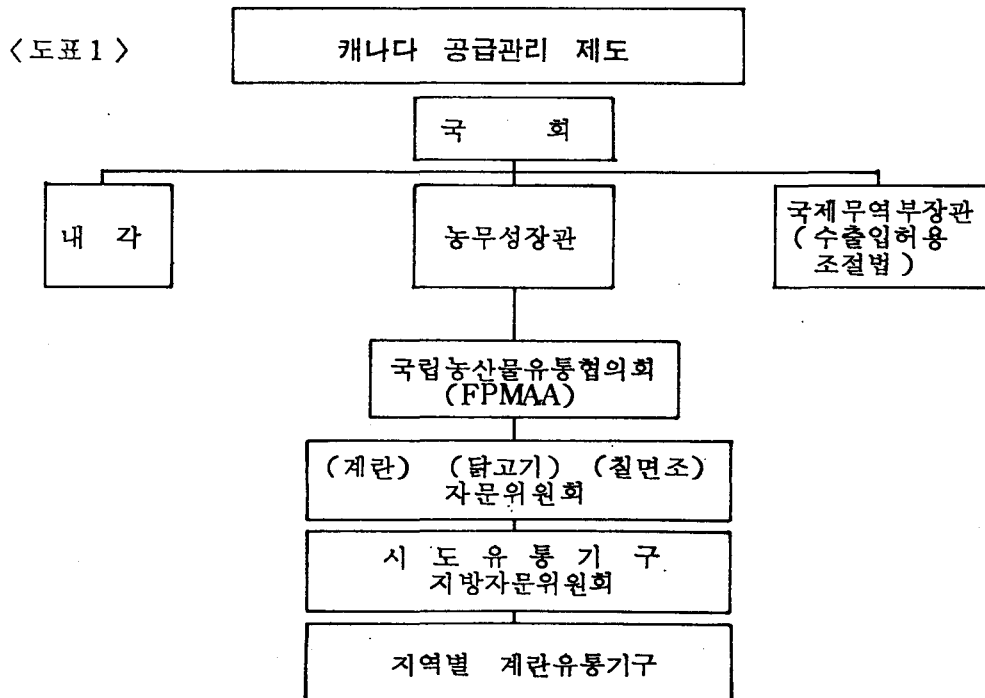 〈도표 1 〉
캐나다 공급관리 제도
국 회
내 각
농무성장관
국제무역부장관
( 수출입허용
조절법 )
국립농산물유통협의회
(FPMAA)
(계란) (닭고기) (칠면조)
자문위원회
시 도 유 통 기 구
지방자문위원회
지역별 계란유통기구